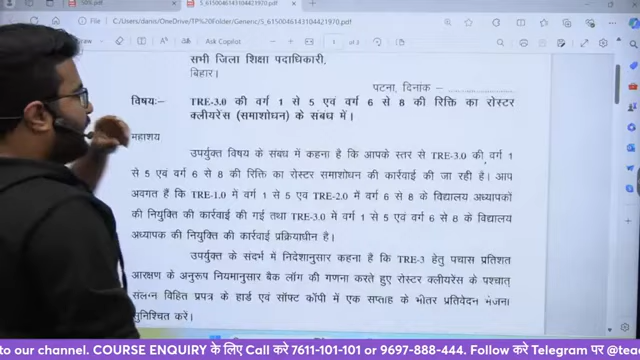 File
C:/Users/danis/OneDrive/TP%20Folder/Generic/S_615004614310442197​0.pdf
Draw
Ask Copilot
1 of 3
सभी जिला शिक्षा पदाधिकारी,
बिहार।
पटना, दिनांक -
विषय:- TRE-3.0 की वर्ग 1 से 5 एवं वर्ग 6 से 8 की रिक्ति का रोस्टर
क्लीयरेंस (समाशोधन) के संबंध में।
महाशय
उपर्युक्त विषय के संबंध में कहना है कि आपके स्तर से TRE-3.0 की वर्ग 1
से 5 एवं वर्ग 6 से 8 की रिक्ति का रोस्टर समाशोधन की कार्रवाई की जा रही है। आप
अवगत हैं कि TRE-1.0 में वर्ग 1 से 5 एवं TRE-2.0 में वर्ग 6 से 8 के विद्यालय अध्यापकों
की नियुक्ति की कार्रवाई की गई तथा TRE-3.0 में वर्ग 1 से 5 एवं वर्ग 6 से 8 के विद्यालय
अध्यापक की नियुक्ति की कार्रवाई प्रक्रियाधीन है।
उपर्युक्त के संदर्भ में निदेशानुसार कहना है कि TRE-3 हेतु पचास प्रतिशत
आरक्षण के अनुरूप नियमानुसार बैक लॉग की गणना करते हुए रोस्टर क्लीयरेंस के पश्चात्
संलग्न विहित प्रपत्र के हार्ड एवं सॉफ्ट कॉपी में एक सप्ताह के भीतर प्रतिवेदन भेजना
सुनिश्चित करें।
to our channel. COURSE ENQUIRY के लिए Call करे 7611-101-101 or 9697-888-444. Follow करे Telegram पर @tea